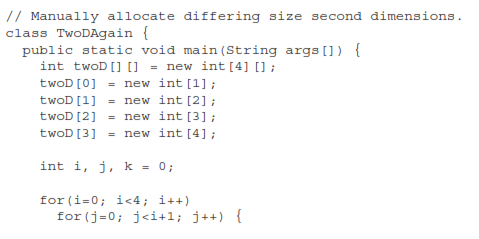 // Manually allocate differing size second dimensions.
class TwoDAgain {
  public static void main(String args[]) {
    int twoD[][] = new int[4][];
    twoD[0] = new int[1];
    twoD[1] = new int[2];
    twoD[2] = new int[3];
    twoD[3] = new int[4];

    int i, j, k = 0;

    for(i=0; i<4; i++)
      for(j=0; j<i+1; j++) {